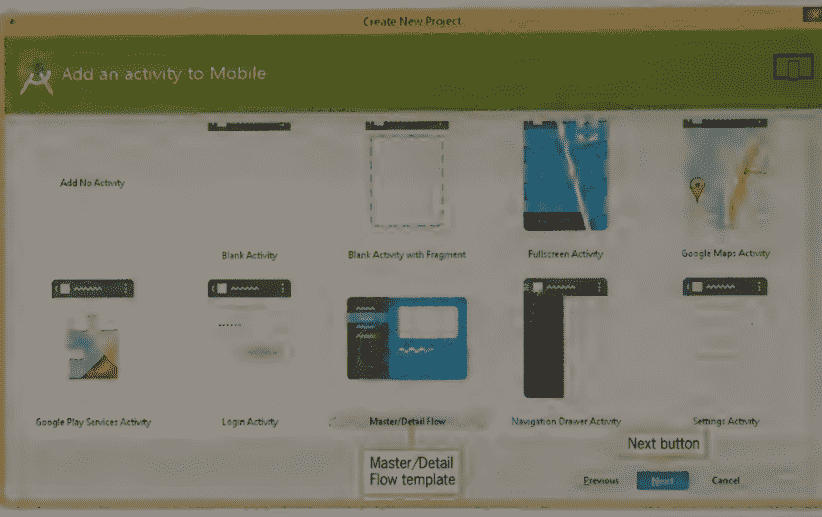 Create New Project
Add an activity to Mobile
Add No Activity
Blank Activity
Blank Activity with Fragment
Fullscreen Activity
Google Maps Activity
Google Play Services Activity
Login Activity
Master/Detail Flow
Navigation Drawer Activity
Settings Activity
Next button
Master/Detail
Flow template
Previous
Next
Cancel